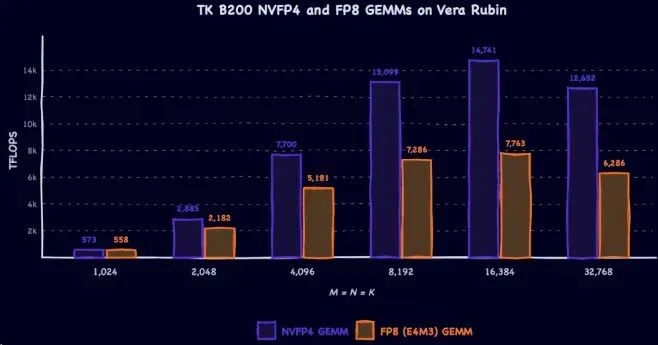 TK B200 NVFP4 and FP8 GEMMs on Vera Rubin
14,741
14k
13,099
12,652
12k
10k
TFLOPS
8k
7,700
7,286
7,763
6k
5,181
6,286
4k
2,885
2,182
2k
573
558
1,024
2,048
4,096
8,192
16,384
32,768
M = N = K
NVFP4 GEMM
FP8 (E4M3) GEMM